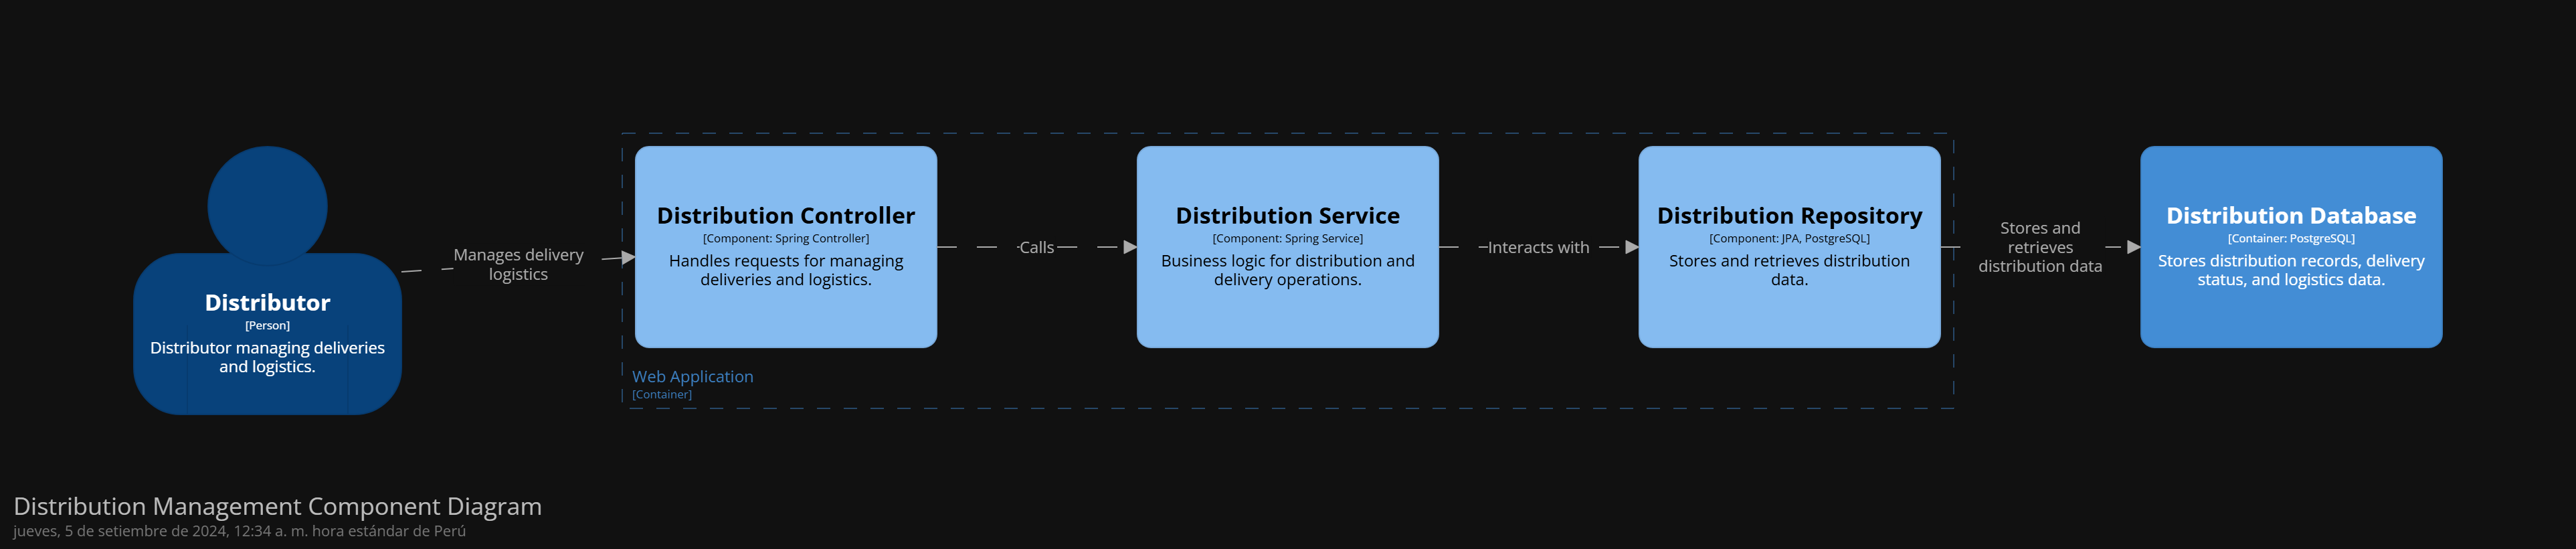 Distributor
[Person]
Distributor managing deliveries
and logistics.
Manages delivery
logistics
Distribution Controller
[Component: Spring Controller]
Handles requests for managing
deliveries and logistics.
Calls
Distribution Service
[Component: Spring Service]
Business logic for distribution and
delivery operations.
Interacts with
Distribution Repository
[Component: JPA, PostgreSQL]
Stores and retrieves distribution
data.
Web Application
[Container]
Stores and
retrieves
distribution data
Distribution Database
[Container: PostgreSQL]
Stores distribution records, delivery
status, and logistics data.
Distribution Management Component Diagram
jueves, 5 de setiembre de 2024, 12:34 a. m. hora estándar de Perú